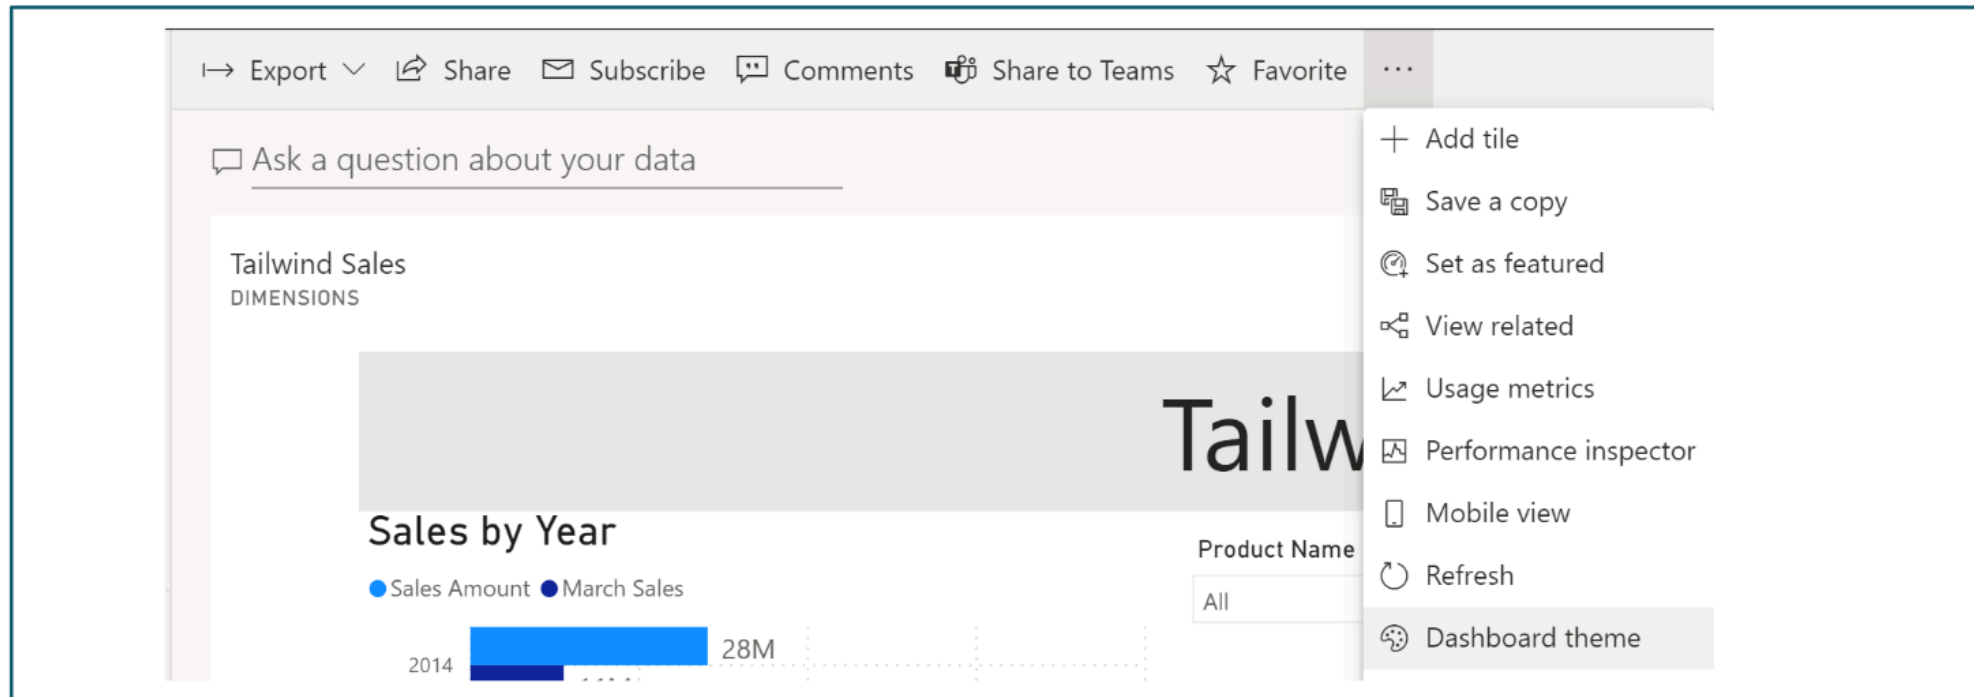 Export Share Subscribe Comments Share to Teams Favorite ...
Ask a question about your data
Tailwind Sales
DIMENSIONS
Tailw
Sales by Year
Sales Amount March Sales
2014
28M
Product Name
All
Add tile
Save a copy
Set as featured
View related
Usage metrics
Performance inspector
Mobile view
Refresh
Dashboard theme